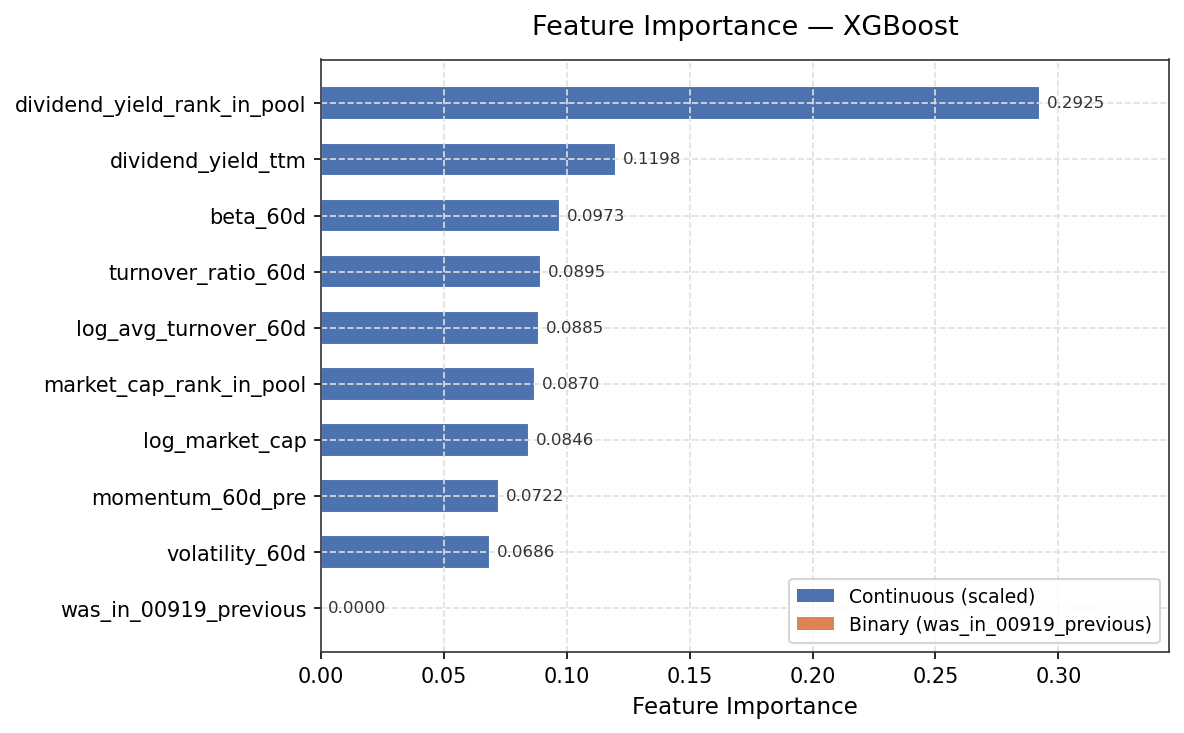 Feature Importance — XGBoost
dividend_yield_rank_in_pool 0.2925
dividend_yield_ttm 0.1198
beta_60d 0.0973
turnover_ratio_60d 0.0895
log_avg_turnover_60d 0.0885
market_cap_rank_in_pool 0.0870
log_market_cap 0.0846
momentum_60d_pre 0.0722
volatility_60d 0.0686
was_in_00919_previous 0.0000
Continuous (scaled)
Binary (was_in_00919_previous)
0.00 0.05 0.10 0.15 0.20 0.25 0.30
Feature Importance